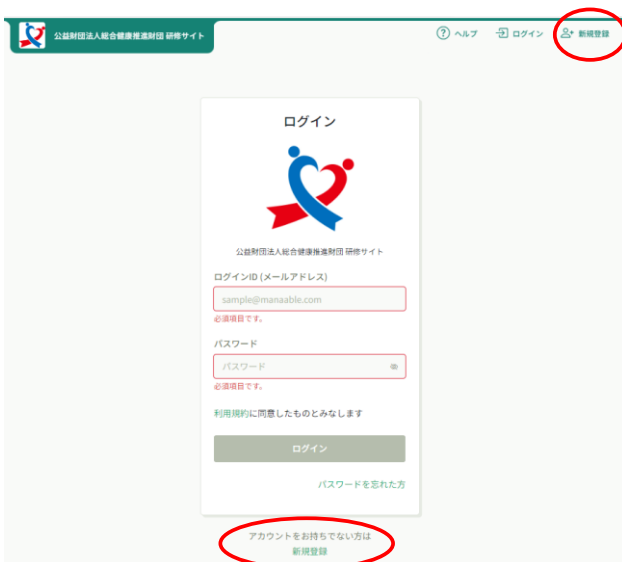 公益財団法人総合健康推進財団 研修サイト
? ヘルプ ログイン 新規登録
ログイン
公益財団法人総合健康推進財団 研修サイト
ログインID (メールアドレス)
sample@manaable.com
必須項目です。
パスワード
パスワード
必須項目です。
利用規約に同意したものとみなします
ログイン
パスワードを忘れた方
アカウントをお持ちでない方は
新規登録